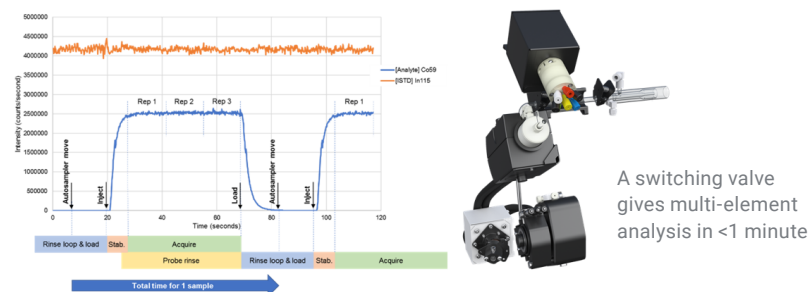 5000000
4500000
4000000
3500000
3000000
2500000
2000000
1500000
1000000
500000
0
Intensity (counts/second)
[Analyte] Co59
[ISTD] In115
Rep 1
Rep 2
Rep 3
Rep 1
Autosampler move
Inject
Load
Autosampler move
Inject
0
20
40
60
80
100
120
Time (seconds)
Rinse loop & load
Stab.
Acquire
Probe rinse
Rinse loop & load
Stab.
Acquire
Total time for 1 sample
A switching valve
gives multi-element
analysis in <1 minute